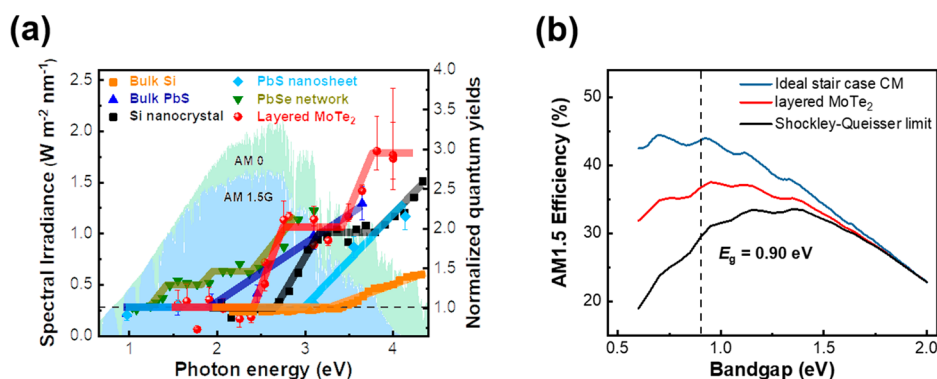 (a)
Spectral Irradiance (W m⁻² nm⁻¹)
2.5
2.0
1.5
1.0
0.5
0.0
Bulk Si
Bulk PbS
Si nanocrystal
PbS nanosheet
PbSe network
Layered MoTe₂
AM 0
AM 1.5G
4.0
3.5
3.0
2.5
2.0
1.5
1.0
Normalized quantum yields
1
2
3
4
Photon energy (eV)
(b)
AM1.5 Efficiency (%)
52
42
32
22
Ideal stair case CM
layered MoTe₂
Shockley-Queisser limit
Eg = 0.90 eV
0.5
1.0
1.5
2.0
Bandgap (eV)